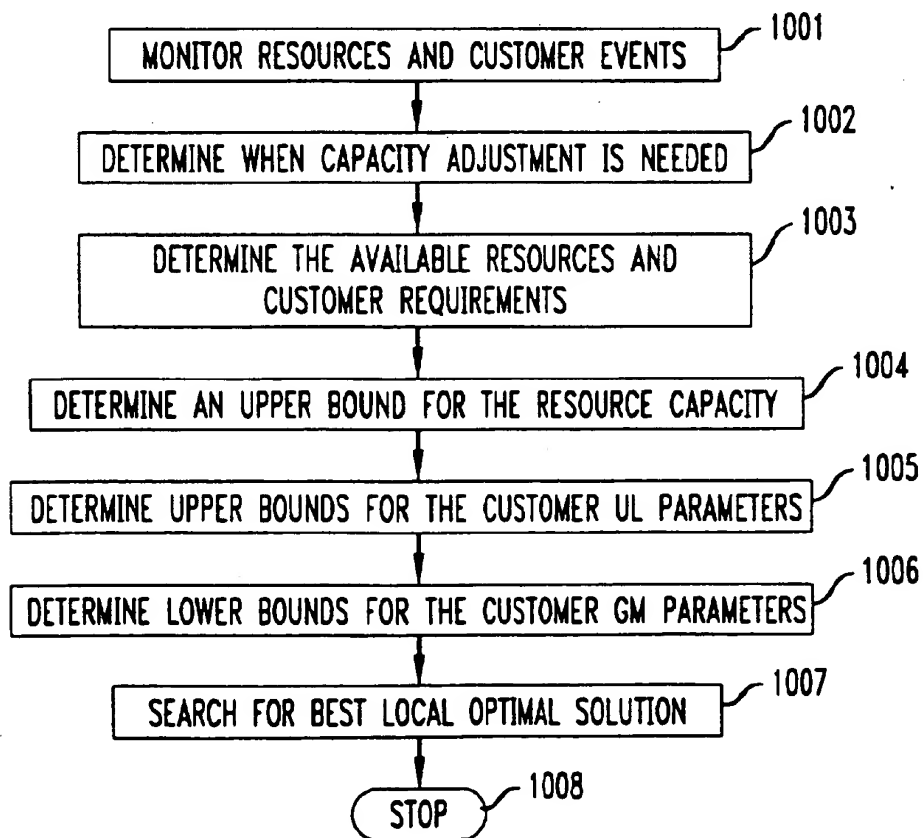 1001
MONITOR RESOURCES AND CUSTOMER EVENTS
1002
DETERMINE WHEN CAPACITY ADJUSTMENT IS NEEDED
1003
DETERMINE THE AVAILABLE RESOURCES AND
CUSTOMER REQUIREMENTS
1004
DETERMINE AN UPPER BOUND FOR THE RESOURCE CAPACITY
1005
DETERMINE UPPER BOUNDS FOR THE CUSTOMER UL PARAMETERS
1006
DETERMINE LOWER BOUNDS FOR THE CUSTOMER GM PARAMETERS
1007
SEARCH FOR BEST LOCAL OPTIMAL SOLUTION
1008
STOP